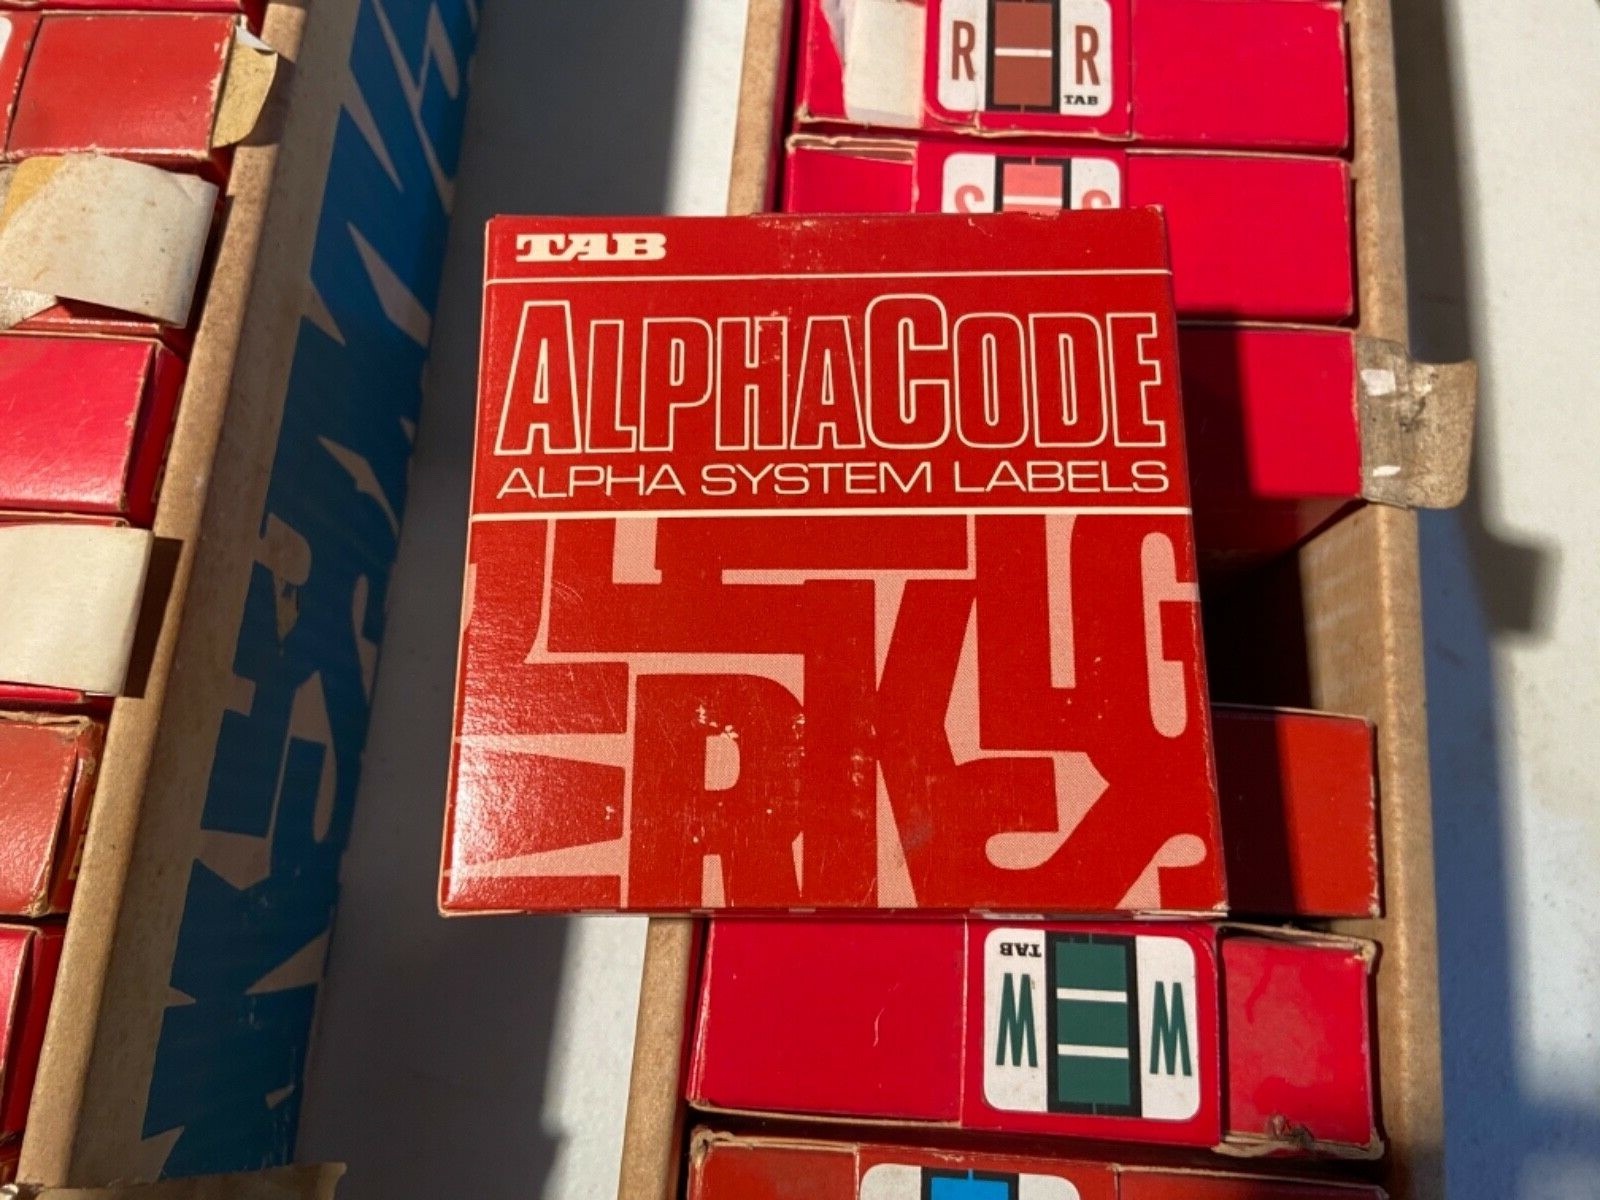 R R
TAB
S S
TAB
ALPHACODE
ALPHA SYSTEM LABELS
TAB
W W